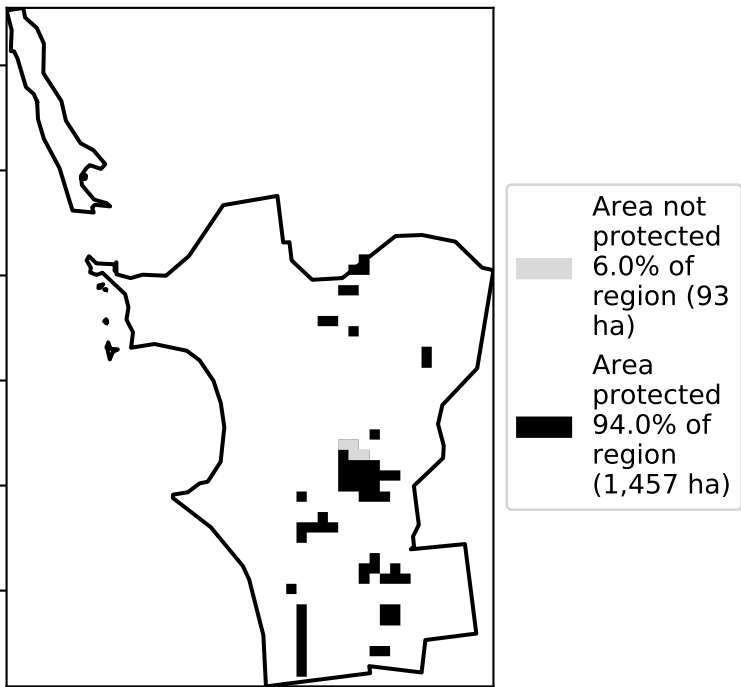 Area not
protected
6.0% of
region (93
ha)
Area
protected
94.0% of
region
(1,457 ha)